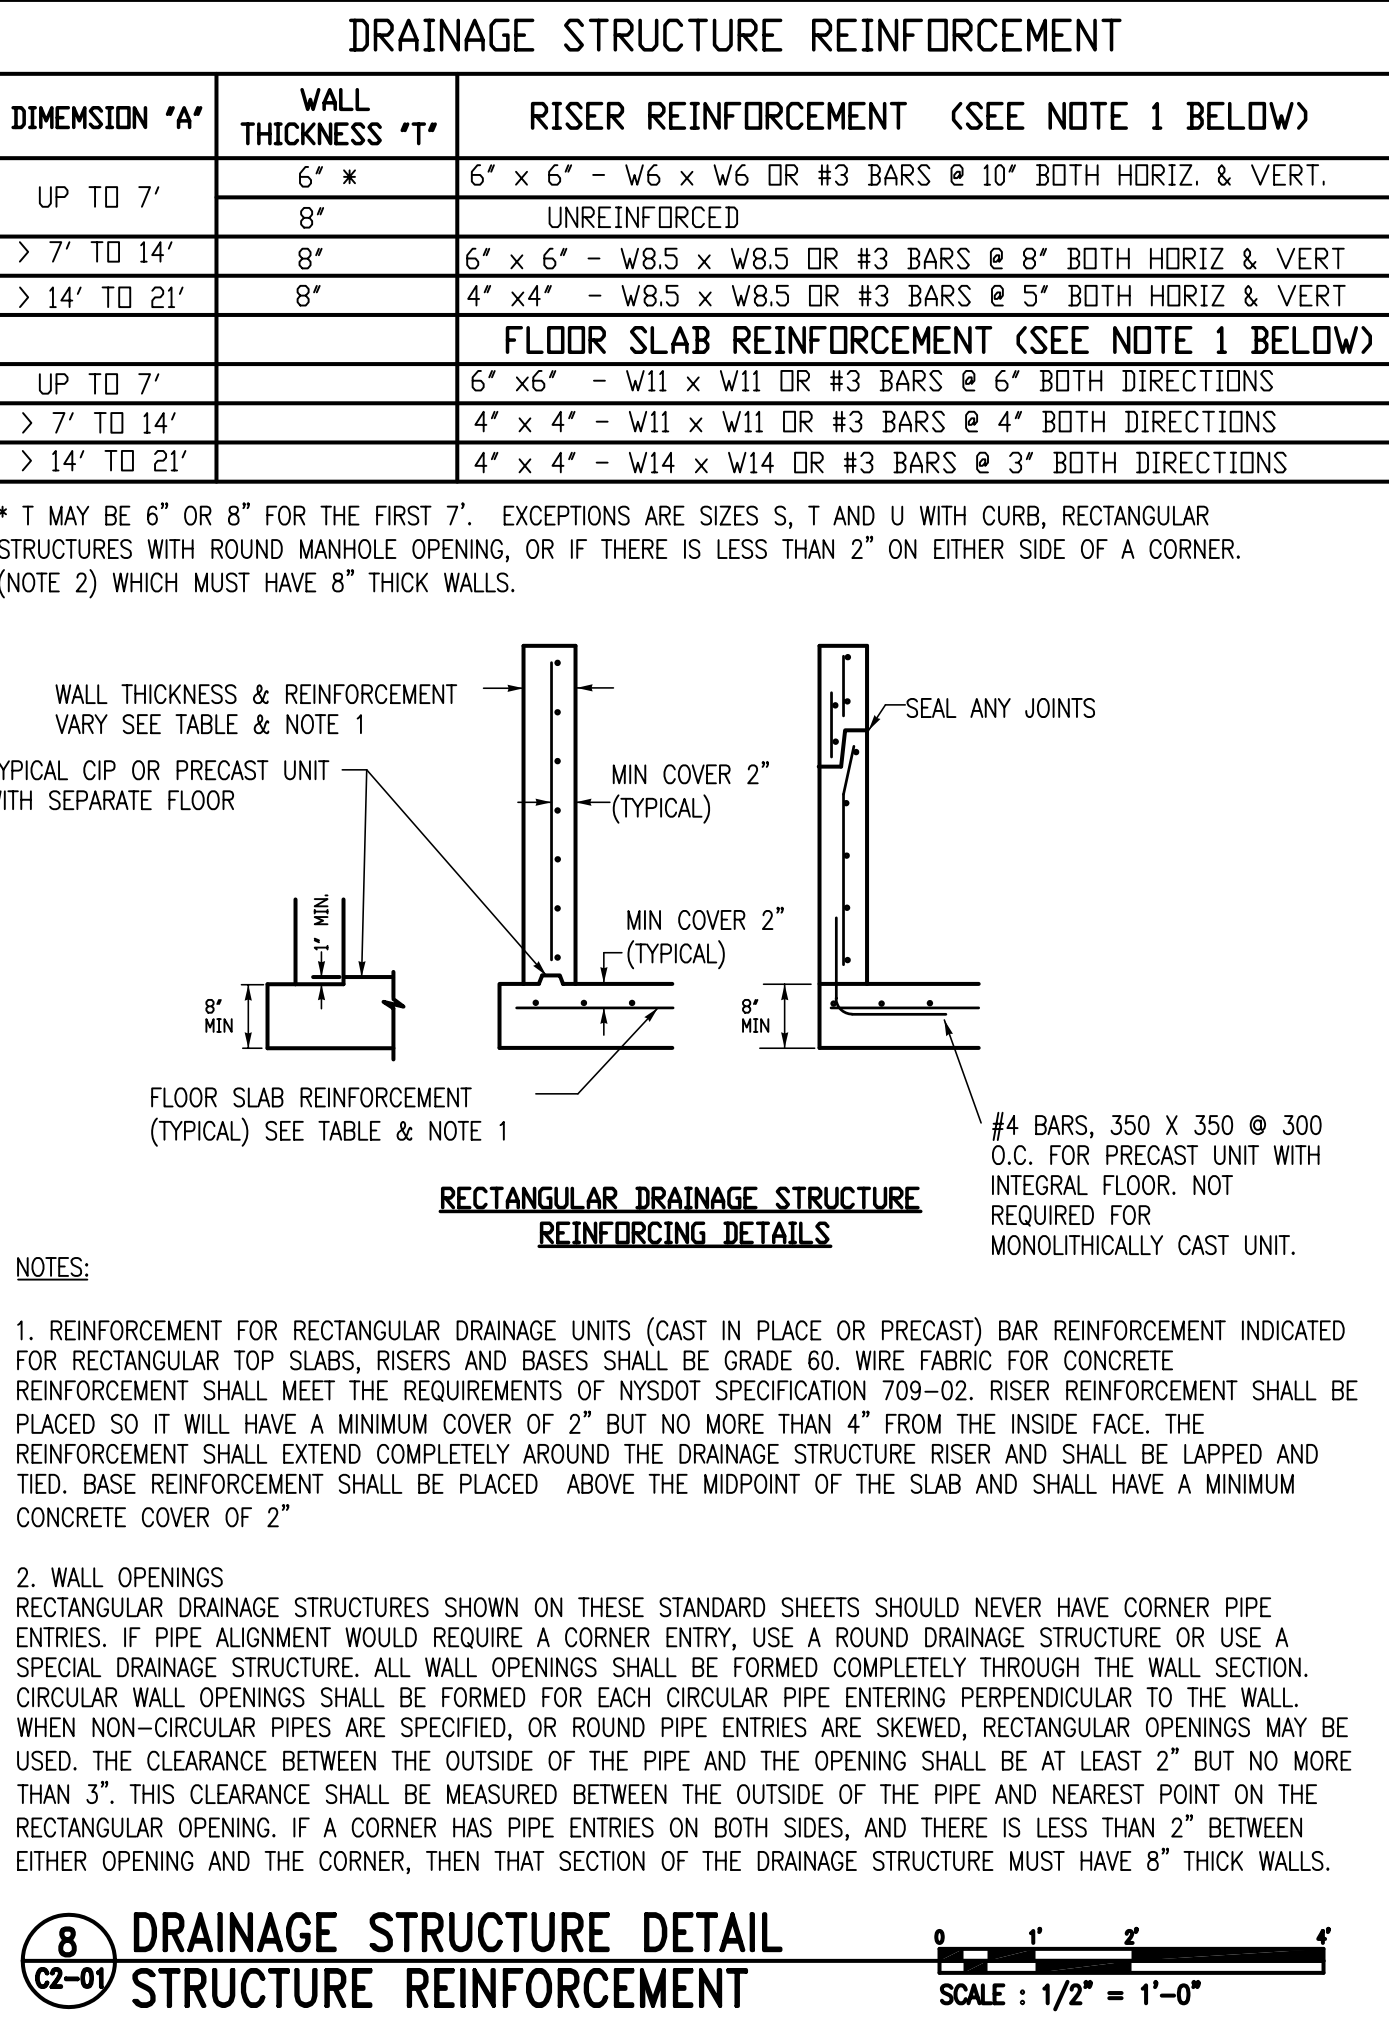 DRAINAGE STRUCTURE REINFORCEMENT
DIMEMSION "A" WALL THICKNESS "T" RISER REINFORCEMENT (SEE NOTE 1 BELOW)
UP TO 7' 6" * 6" x 6" - W6 x W6 OR #3 BARS @ 10" BOTH HORIZ. & VERT.
8" UNREINFORCED
> 7' TO 14' 8" 6" x 6" - W8.5 x W8.5 OR #3 BARS @ 8" BOTH HORIZ & VERT
> 14' TO 21' 8" 4" x4" - W8.5 x W8.5 OR #3 BARS @ 5" BOTH HORIZ & VERT
FLOOR SLAB REINFORCEMENT (SEE NOTE 1 BELOW)
UP TO 7' 6" x6" - W11 x W11 OR #3 BARS @ 6" BOTH DIRECTIONS
> 7' TO 14' 4" x 4" - W11 x W11 OR #3 BARS @ 4" BOTH DIRECTIONS
> 14' TO 21' 4" x 4" - W14 x W14 OR #3 BARS @ 3" BOTH DIRECTIONS
* T MAY BE 6" OR 8" FOR THE FIRST 7'. EXCEPTIONS ARE SIZES S, T AND U WITH CURB, RECTANGULAR
STRUCTURES WITH ROUND MANHOLE OPENING, OR IF THERE IS LESS THAN 2" ON EITHER SIDE OF A CORNER.
(NOTE 2) WHICH MUST HAVE 8" THICK WALLS.
WALL THICKNESS & REINFORCEMENT
VARY SEE TABLE & NOTE 1
YPICAL CIP OR PRECAST UNIT
WITH SEPARATE FLOOR
SEAL ANY JOINTS
MIN COVER 2"
(TYPICAL)
1" MIN.
MIN COVER 2"
(TYPICAL)
8"
MIN
8"
MIN
FLOOR SLAB REINFORCEMENT
(TYPICAL) SEE TABLE & NOTE 1
#4 BARS, 350 X 350 @ 300
O.C. FOR PRECAST UNIT WITH
INTEGRAL FLOOR. NOT
REQUIRED FOR
MONOLITHICALLY CAST UNIT.
RECTANGULAR DRAINAGE STRUCTURE
REINFORCING DETAILS
NOTES:
1. REINFORCEMENT FOR RECTANGULAR DRAINAGE UNITS (CAST IN PLACE OR PRECAST) BAR REINFORCEMENT INDICATED
FOR RECTANGULAR TOP SLABS, RISERS AND BASES SHALL BE GRADE 60. WIRE FABRIC FOR CONCRETE
REINFORCEMENT SHALL MEET THE REQUIREMENTS OF NYSDOT SPECIFICATION 709-02. RISER REINFORCEMENT SHALL BE
PLACED SO IT WILL HAVE A MINIMUM COVER OF 2" BUT NO MORE THAN 4" FROM THE INSIDE FACE. THE
REINFORCEMENT SHALL EXTEND COMPLETELY AROUND THE DRAINAGE STRUCTURE RISER AND SHALL BE LAPPED AND
TIED. BASE REINFORCEMENT SHALL BE PLACED ABOVE THE MIDPOINT OF THE SLAB AND SHALL HAVE A MINIMUM
CONCRETE COVER OF 2"
2. WALL OPENINGS
RECTANGULAR DRAINAGE STRUCTURES SHOWN ON THESE STANDARD SHEETS SHOULD NEVER HAVE CORNER PIPE
ENTRIES. IF PIPE ALIGNMENT WOULD REQUIRE A CORNER ENTRY, USE A ROUND DRAINAGE STRUCTURE OR USE A
SPECIAL DRAINAGE STRUCTURE. ALL WALL OPENINGS SHALL BE FORMED COMPLETELY THROUGH THE WALL SECTION.
CIRCULAR WALL OPENINGS SHALL BE FORMED FOR EACH CIRCULAR PIPE ENTERING PERPENDICULAR TO THE WALL.
WHEN NON-CIRCULAR PIPES ARE SPECIFIED, OR ROUND PIPE ENTRIES ARE SKEWED, RECTANGULAR OPENINGS MAY BE
USED. THE CLEARANCE BETWEEN THE OUTSIDE OF THE PIPE AND THE OPENING SHALL BE AT LEAST 2" BUT NO MORE
THAN 3". THIS CLEARANCE SHALL BE MEASURED BETWEEN THE OUTSIDE OF THE PIPE AND NEAREST POINT ON THE
RECTANGULAR OPENING. IF A CORNER HAS PIPE ENTRIES ON BOTH SIDES, AND THERE IS LESS THAN 2" BETWEEN
EITHER OPENING AND THE CORNER, THEN THAT SECTION OF THE DRAINAGE STRUCTURE MUST HAVE 8" THICK WALLS.
8
C2-01
DRAINAGE STRUCTURE DETAIL
STRUCTURE REINFORCEMENT
0 1' 2' 4'
SCALE : 1/2" = 1'-0"